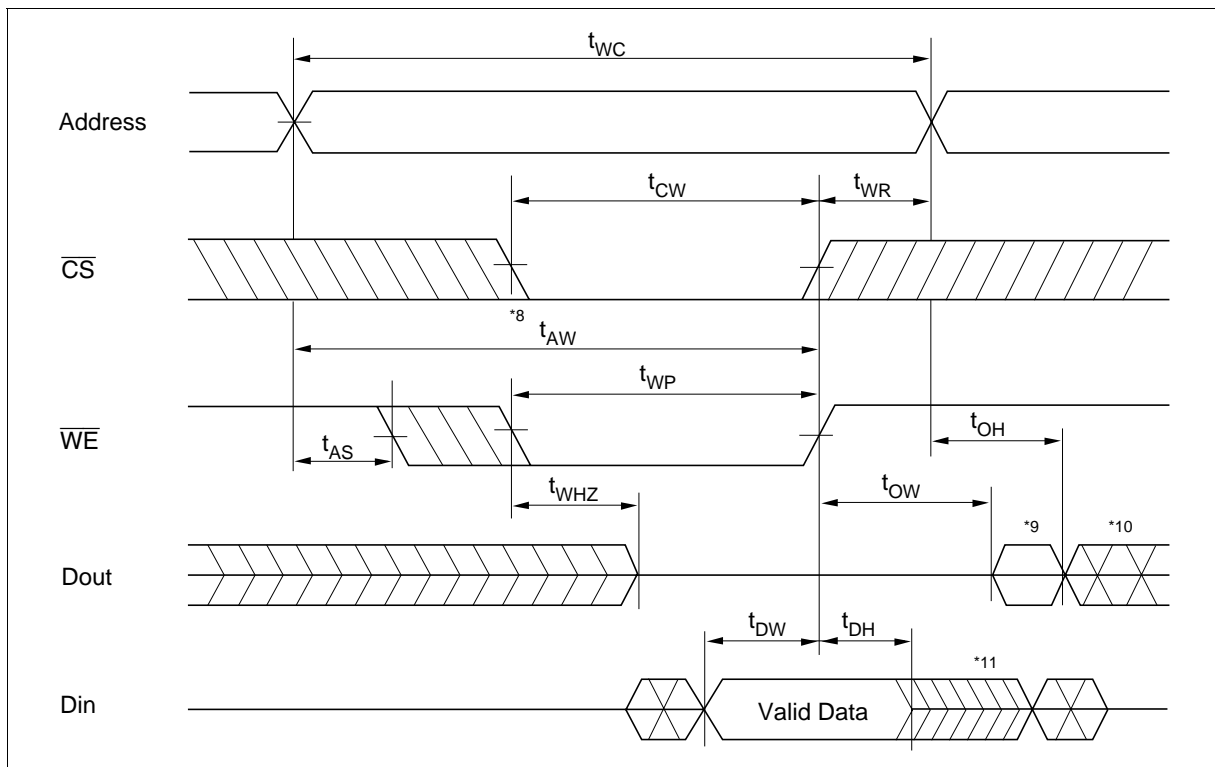 tWC
Address
tCW
tWR
CS
*8
tAW
tWP
WE
tAS
tOH
tWHZ
tOW
*9
*10
Dout
tDW
tDH
*11
Din
Valid Data